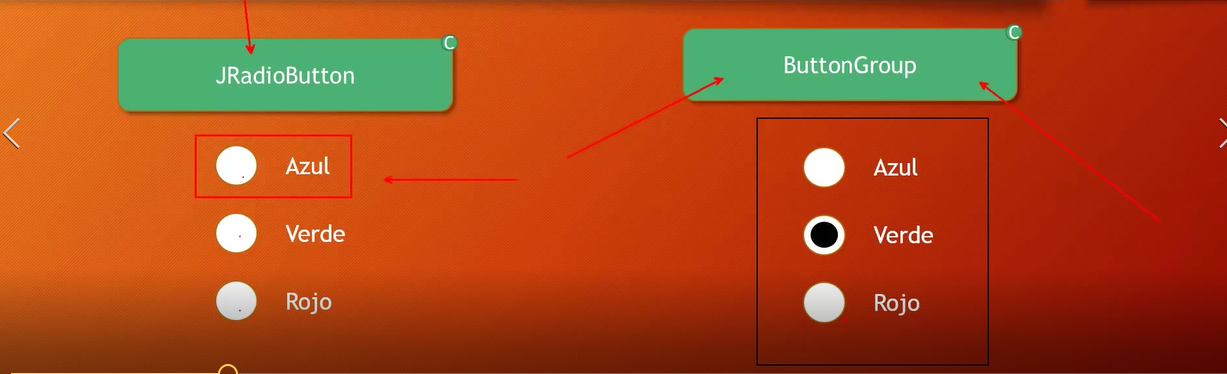 JRadioButton
C
Azul
Verde
Rojo
ButtonGroup
C
Azul
Verde
Rojo